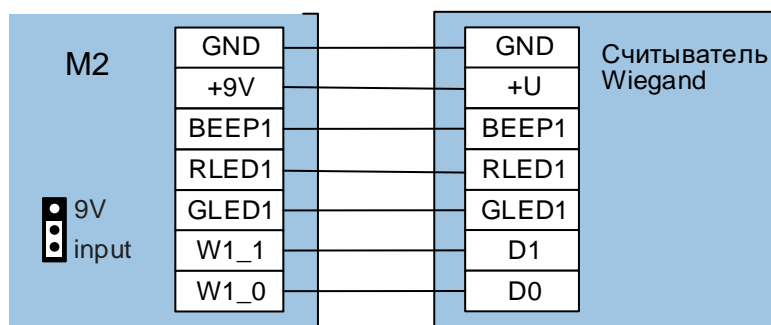 M2
9V
input
GND
+9V
BEEP1
RLED1
GLED1
W1_1
W1_0
GND
+U
BEEP1
RLED1
GLED1
D1
D0
Считыватель
Wiegand